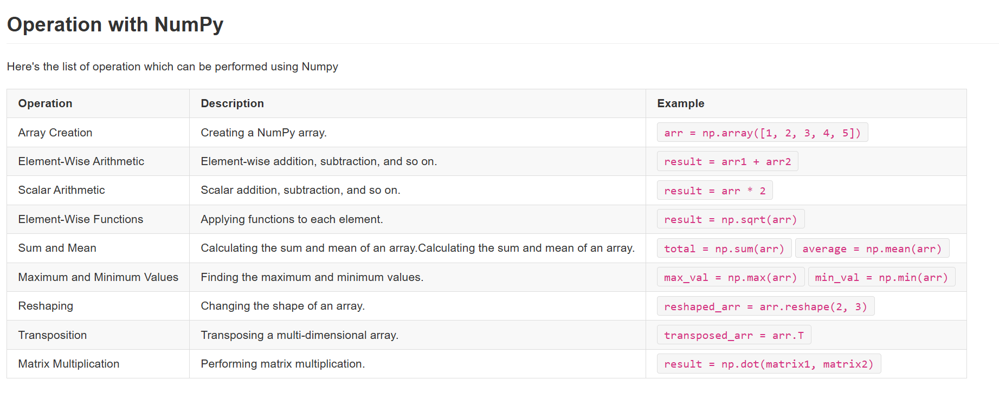 Operation with NumPy
Here's the list of operation which can be performed using Numpy
Operation Description Example
Array Creation Creating a NumPy array. arr = np.array([1, 2, 3, 4, 5])
Element-Wise Arithmetic Element-wise addition, subtraction, and so on. result = arr1 + arr2
Scalar Arithmetic Scalar addition, subtraction, and so on. result = arr * 2
Element-Wise Functions Applying functions to each element. result = np.sqrt(arr)
Sum and Mean Calculating the sum and mean of an array.Calculating the sum and mean of an array. total = np.sum(arr) average = np.mean(arr)
Maximum and Minimum Values Finding the maximum and minimum values. max_val = np.max(arr) min_val = np.min(arr)
Reshaping Changing the shape of an array. reshaped_arr = arr.reshape(2, 3)
Transposition Transposing a multi-dimensional array. transposed_arr = arr.T
Matrix Multiplication Performing matrix multiplication. result = np.dot(matrix1, matrix2)